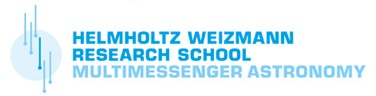 HELMHOLTZ WEIZMANN
RESEARCH SCHOOL
MULTIMESSENGER ASTRONOMY